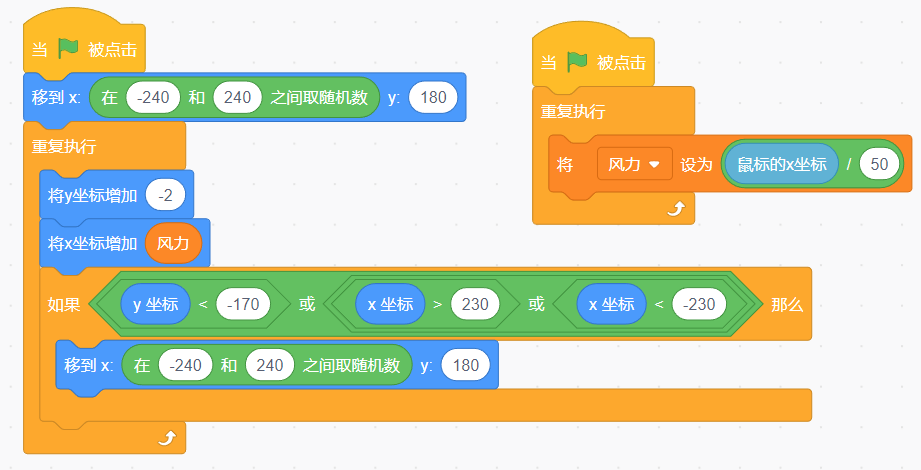 当 被点击
移到 x: 在 -240 和 240 之间取随机数 y: 180
重复执行
将y坐标增加 -2
将x坐标增加 风力
如果 y 坐标 < -170 或 x 坐标 > 230 或 x 坐标 < -230 那么
移到 x: 在 -240 和 240 之间取随机数 y: 180
当 被点击
重复执行
将 风力 设为 鼠标的x坐标 / 50